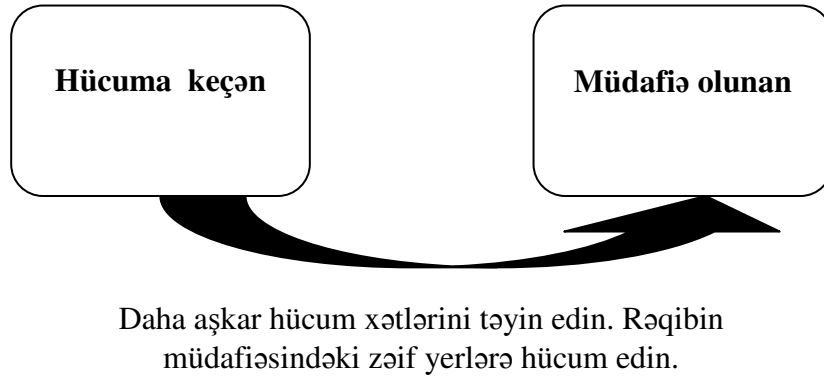 Hücuma keçən
Müdafiə olunan
Daha aşkar hücum xətlərini təyin edin. Rəqibin
müdafiəsindəki zəif yerlərə hücum edin.